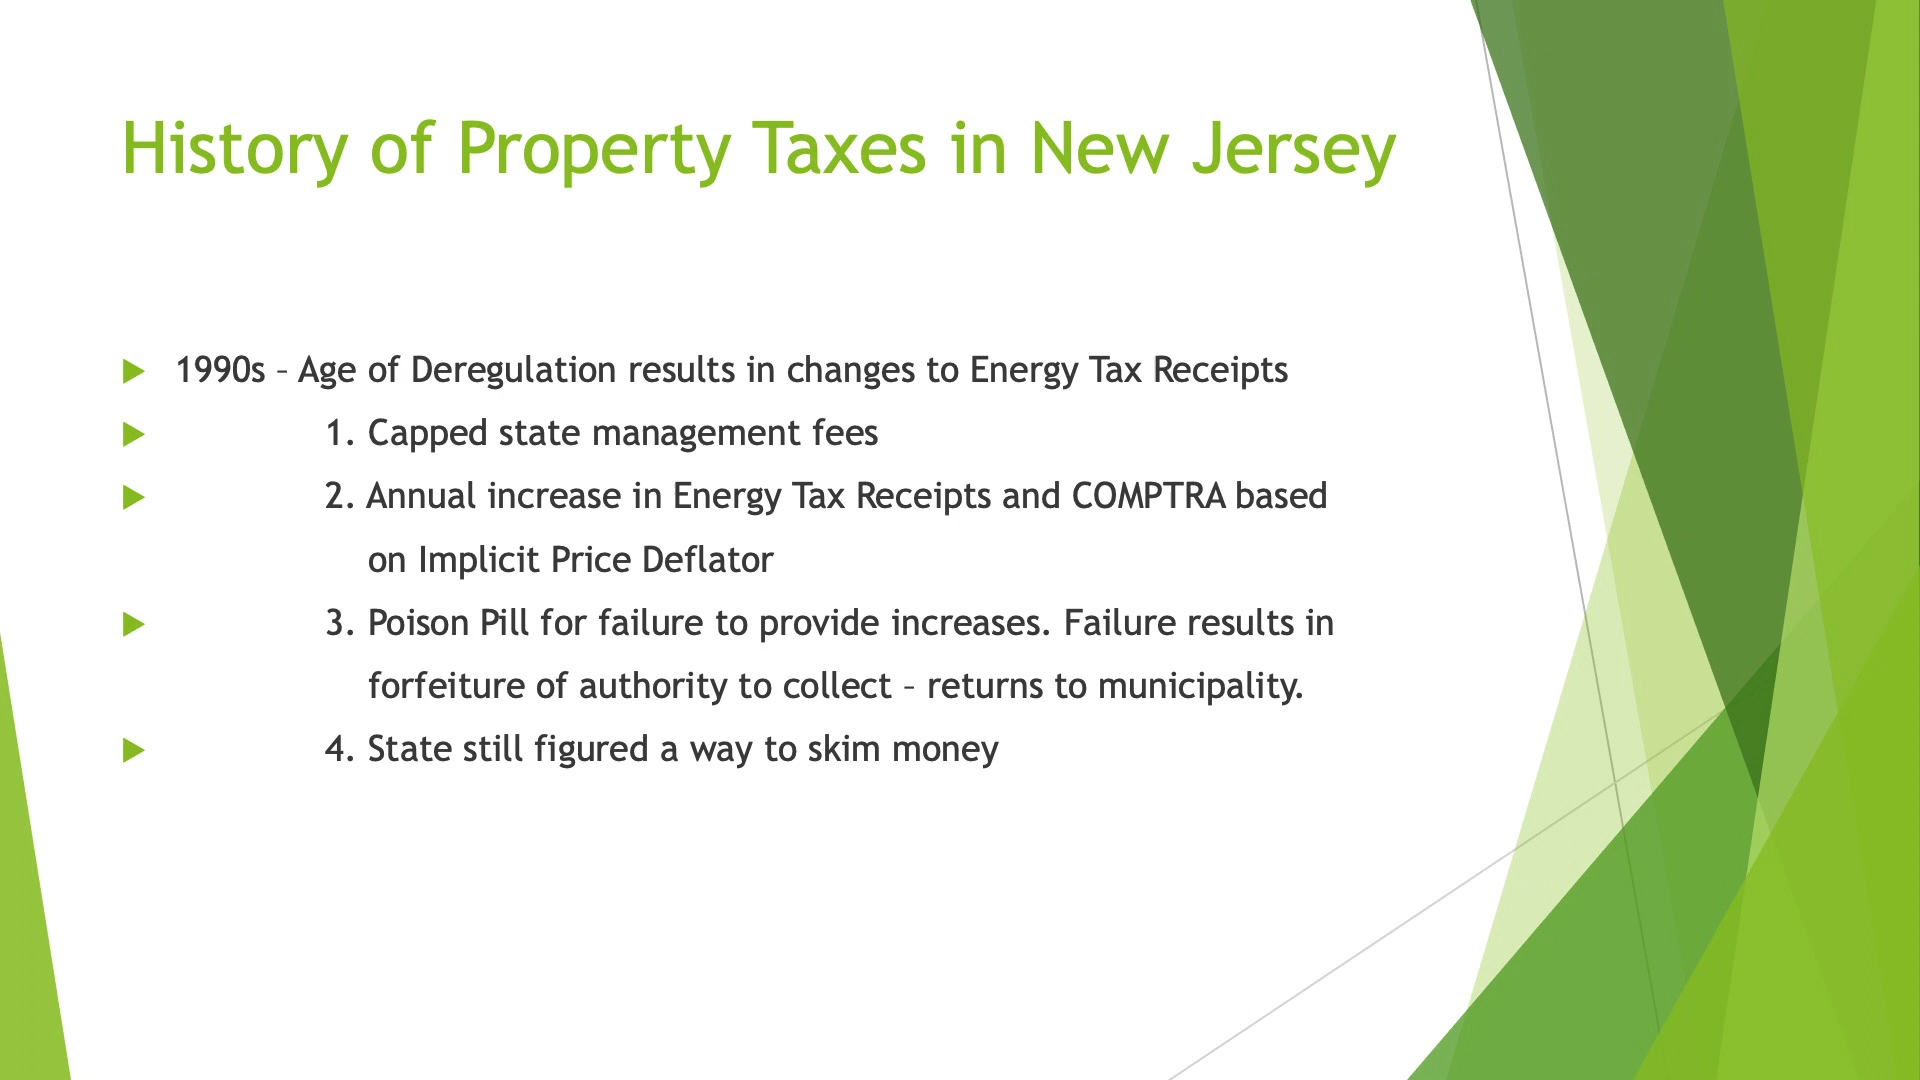 History of Property Taxes in New Jersey
1990s – Age of Deregulation results in changes to Energy Tax Receipts
1. Capped state management fees
2. Annual increase in Energy Tax Receipts and COMPTRA based
on Implicit Price Deflator
3. Poison Pill for failure to provide increases. Failure results in
forfeiture of authority to collect – returns to municipality.
4. State still figured a way to skim money